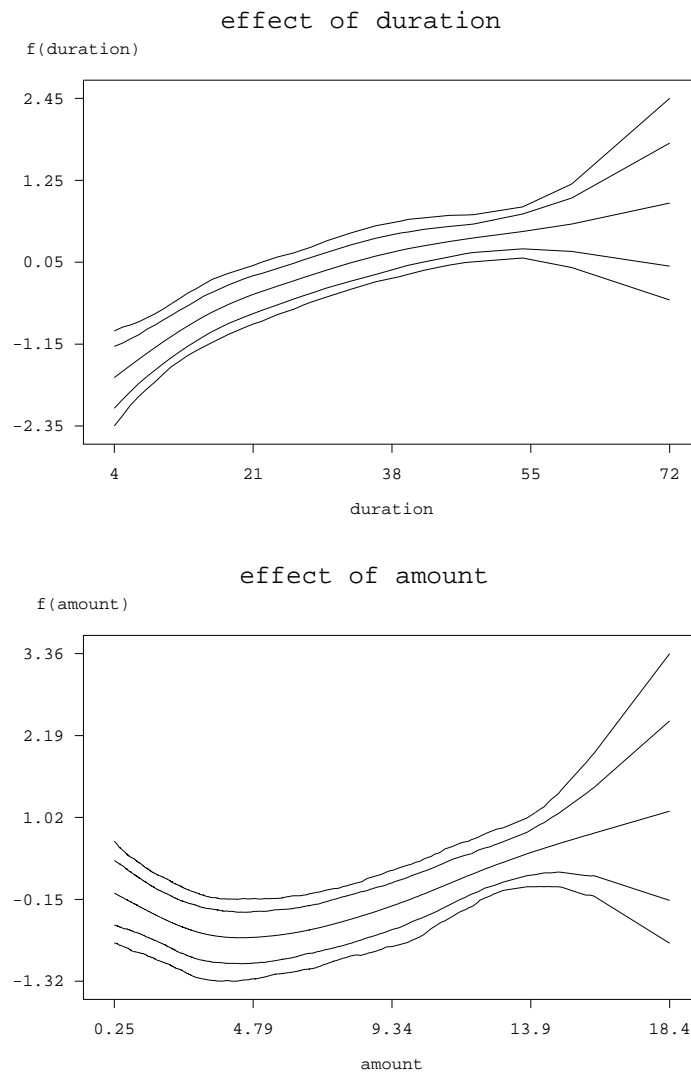 effect of duration
f(duration)
2.45
1.25
0.05
-1.15
-2.35
4 21 38 55 72
duration
effect of amount
f(amount)
3.36
2.19
1.02
-0.15
-1.32
0.25 4.79 9.34 13.9 18.4
amount